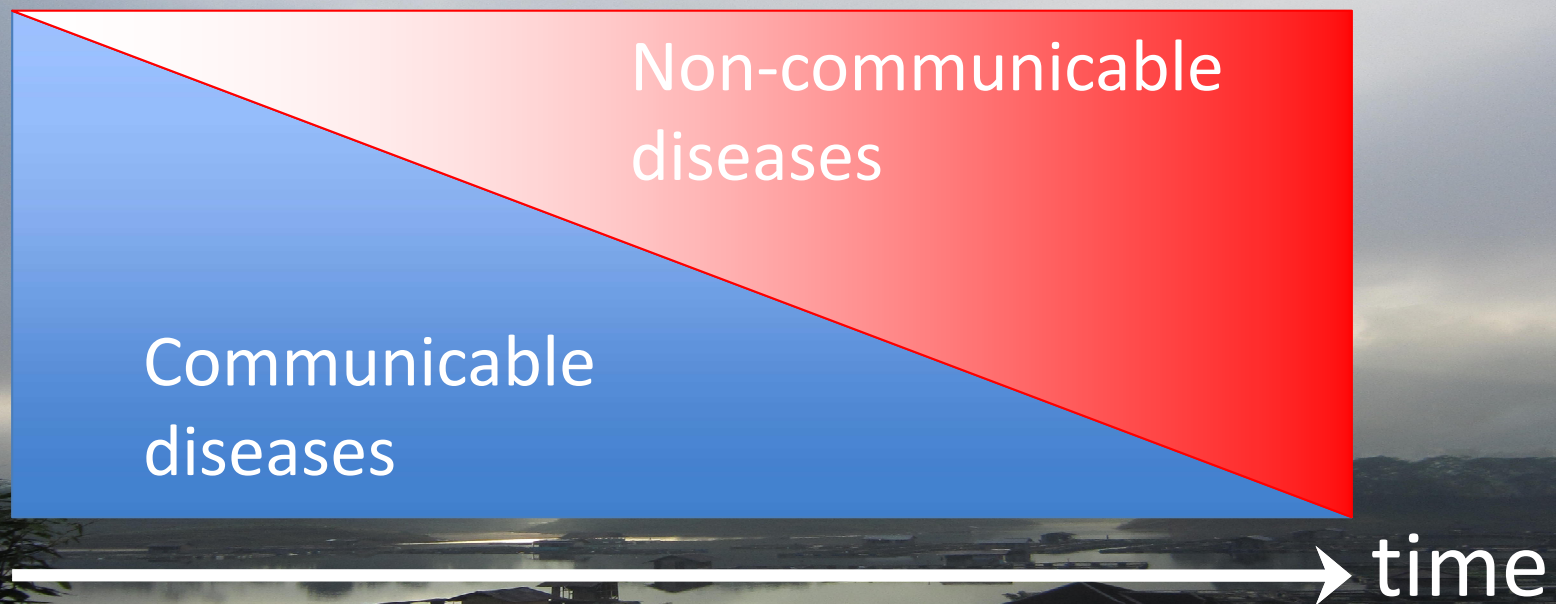 Non-communicable
diseases
Communicable
diseases
time